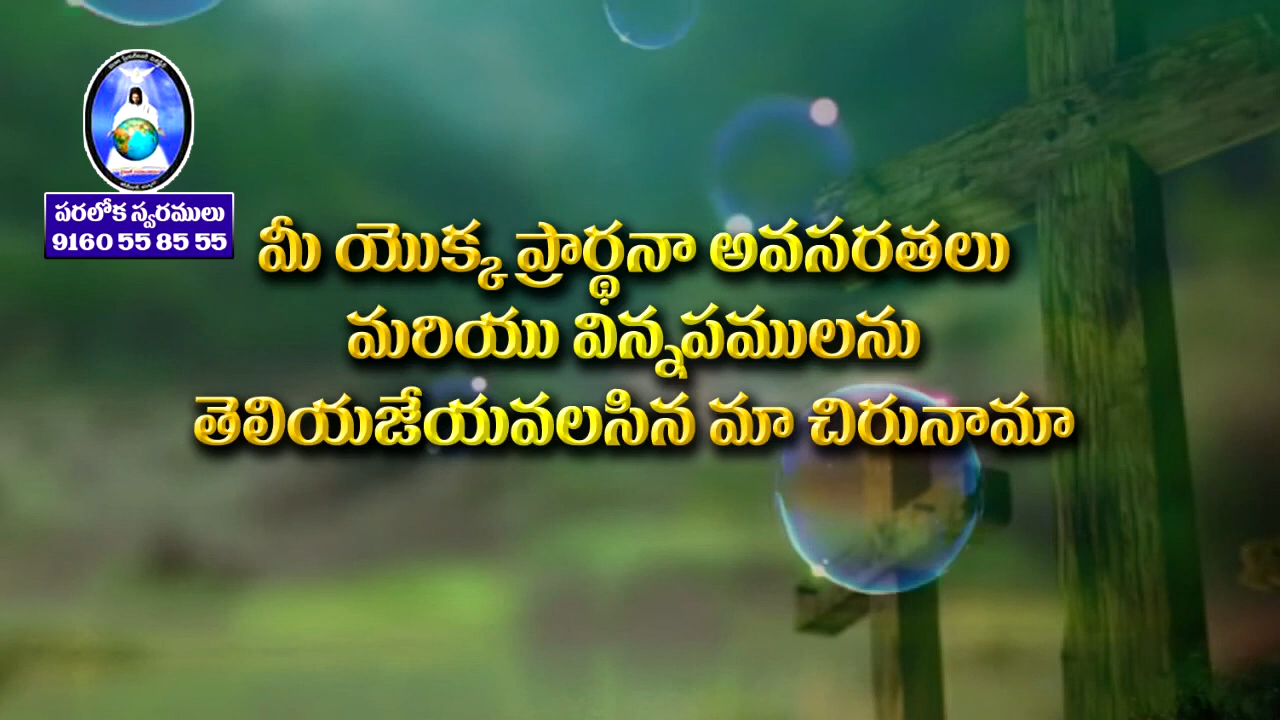 పరలోక స్వరములు
9160 55 85 55
మీ యొక్క ప్రార్థనా అవసరతలు
మరియు విన్నపములను
తెలియజేయవలసిన మా చిరునామా